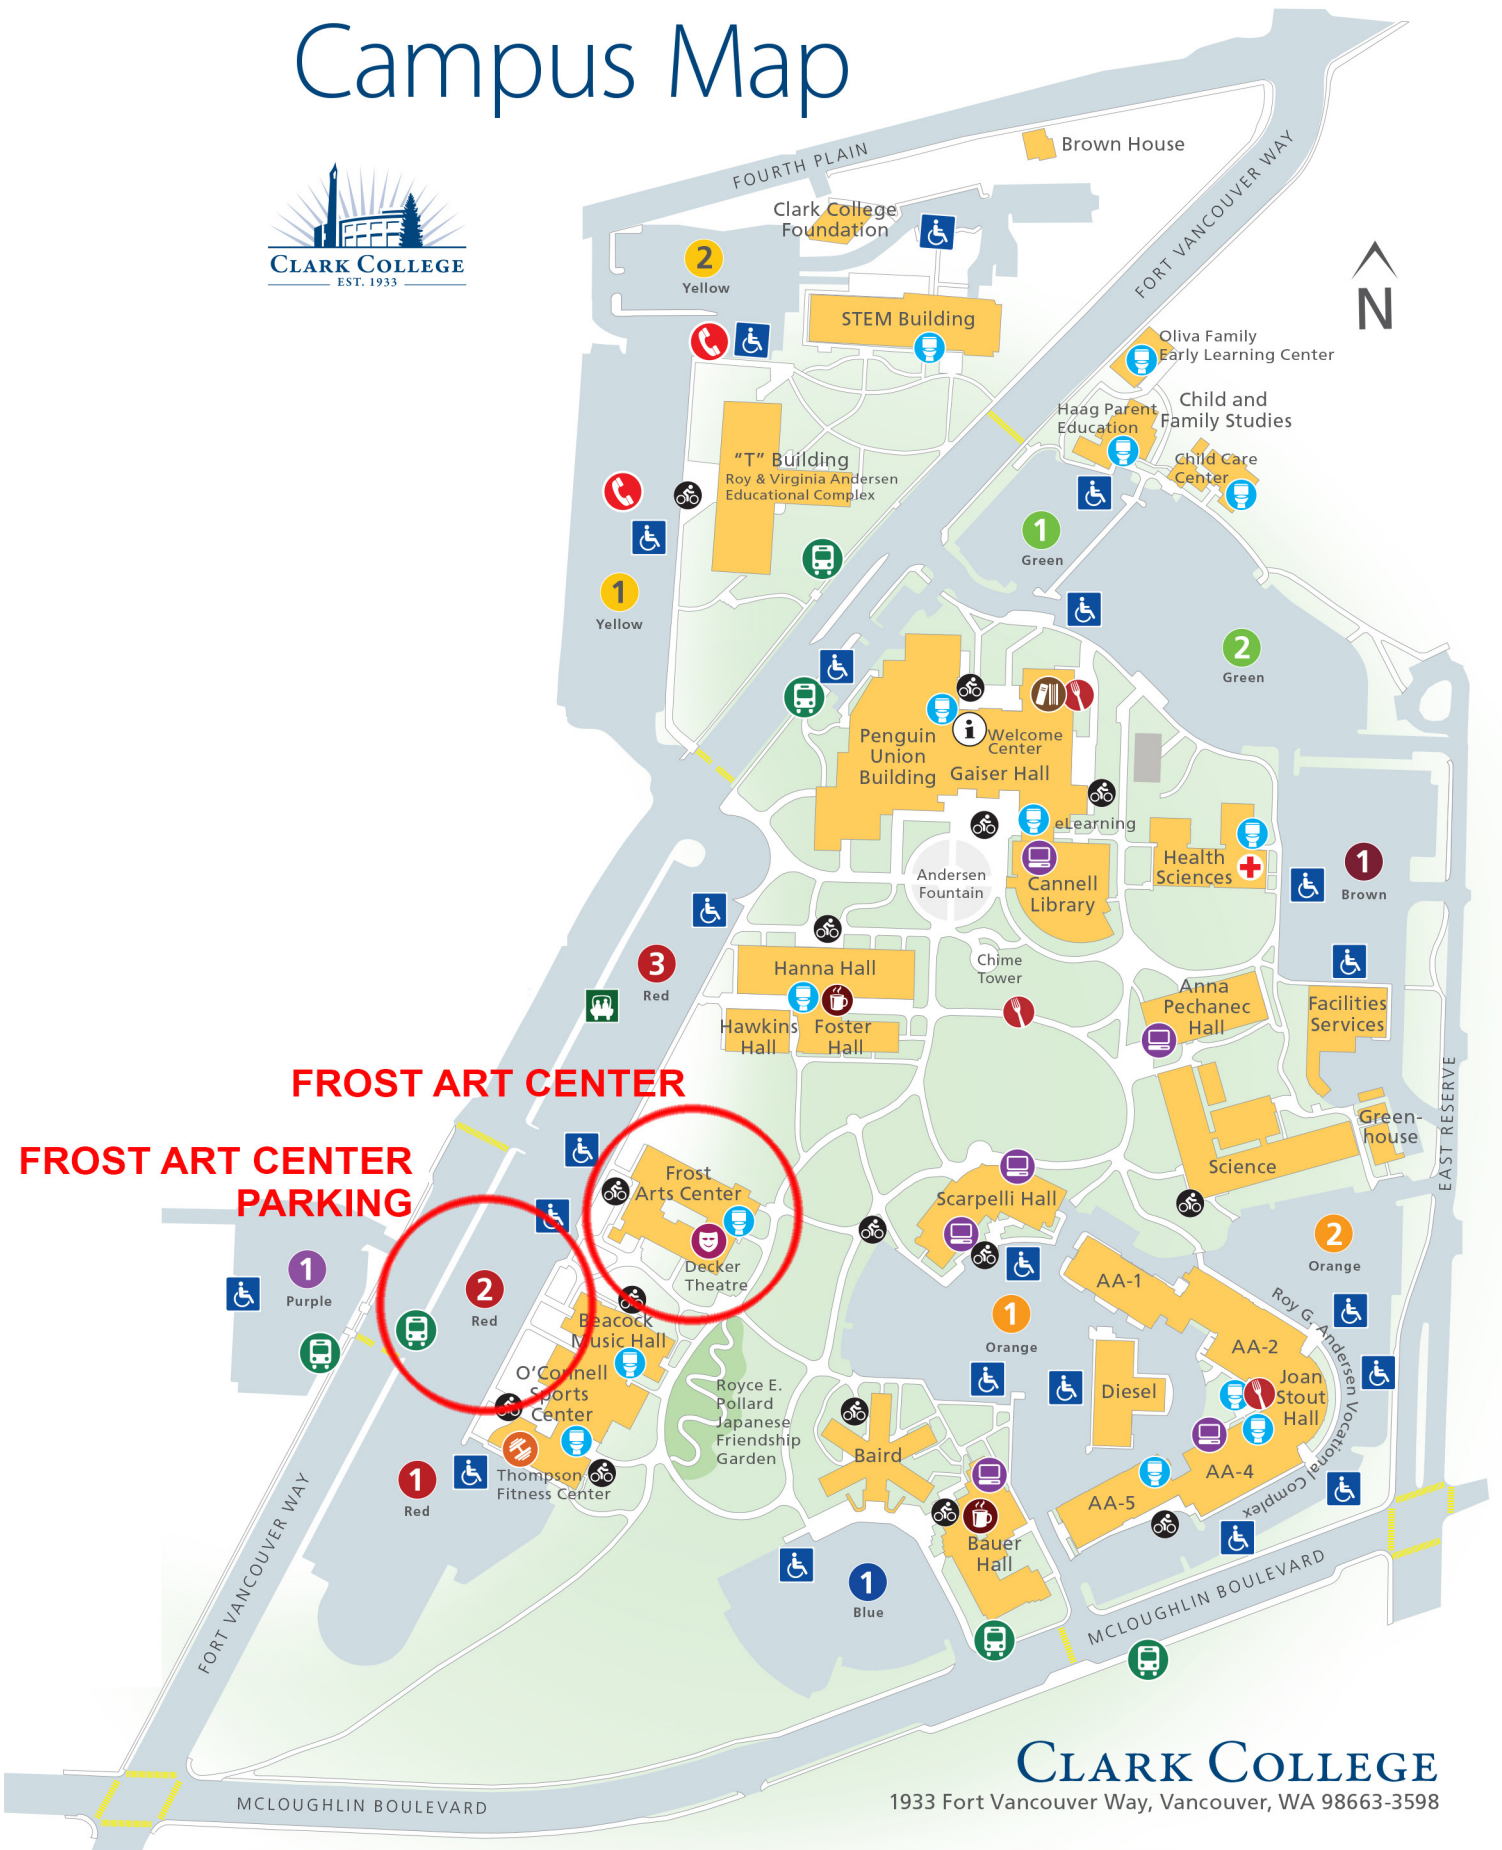 Campus Map
CLARK COLLEGE
EST. 1933
FOURTH PLAIN
Brown House
FORT VANCOUVER WAY
Clark College
Foundation
N
2
Yellow
STEM Building
Oliva Family
Early Learning Center
Child and
Family Studies
Haag Parent
Education
Child Care
Center
"T" Building
Roy & Virginia Andersen
Educational Complex
1
Green
1
Yellow
2
Green
Penguin
Union
Building
i
Welcome
Center
Gaiser Hall
eLearning
Health
Sciences
1
Brown
Andersen
Fountain
Cannell
Library
3
Red
Hanna Hall
Chime
Tower
Anna
Pechanec
Hall
Facilities
Services
Hawkins
Hall
Foster
Hall
FROST ART CENTER
EAST RESERVE
Green-
house
FROST ART CENTER
PARKING
Frost
Arts Center
Scarpelli Hall
Science
Decker
Theatre
1
Purple
2
Red
2
Orange
AA-1
Roy G. Andersen Vocational Complex
1
Orange
Beacock
Music Hall
AA-2
O'Connell
Sports
Center
Royce E.
Pollard
Japanese
Friendship
Garden
Diesel
Joan
Stout
Hall
Baird
AA-4
1
Red
Thompson
Fitness Center
AA-5
Bauer
Hall
1
Blue
FORT VANCOUVER WAY
MCLOUGHLIN BOULEVARD
MCLOUGHLIN BOULEVARD
CLARK COLLEGE
1933 Fort Vancouver Way, Vancouver, WA 98663-3598